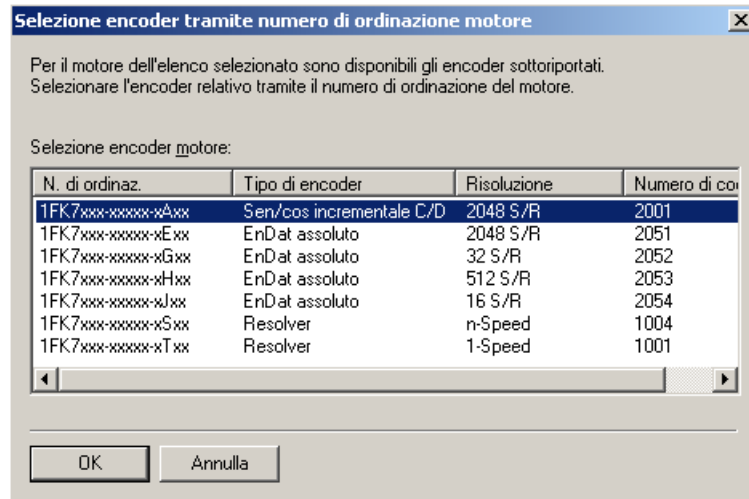 Selezione encoder tramite numero di ordinazione motore
Per il motore dell'elenco selezionato sono disponibili gli encoder sottoriportati.
Selezionare l'encoder relativo tramite il numero di ordinazione del motore.
Selezione encoder motore:
N. di ordinaz. Tipo di encoder Risoluzione Numero di co
1FK7xxx-xxxxx-xAxx Sen/cos incrementale C/D 2048 S/R 2001
1FK7xxx-xxxxx-xExx EnDat assoluto 2048 S/R 2051
1FK7xxx-xxxxx-xGxx EnDat assoluto 32 S/R 2052
1FK7xxx-xxxxx-xHxx EnDat assoluto 512 S/R 2053
1FK7xxx-xxxxx-xJxx EnDat assoluto 16 S/R 2054
1FK7xxx-xxxxx-xSxx Resolver n-Speed 1004
1FK7xxx-xxxxx-xTxx Resolver 1-Speed 1001
OK Annulla